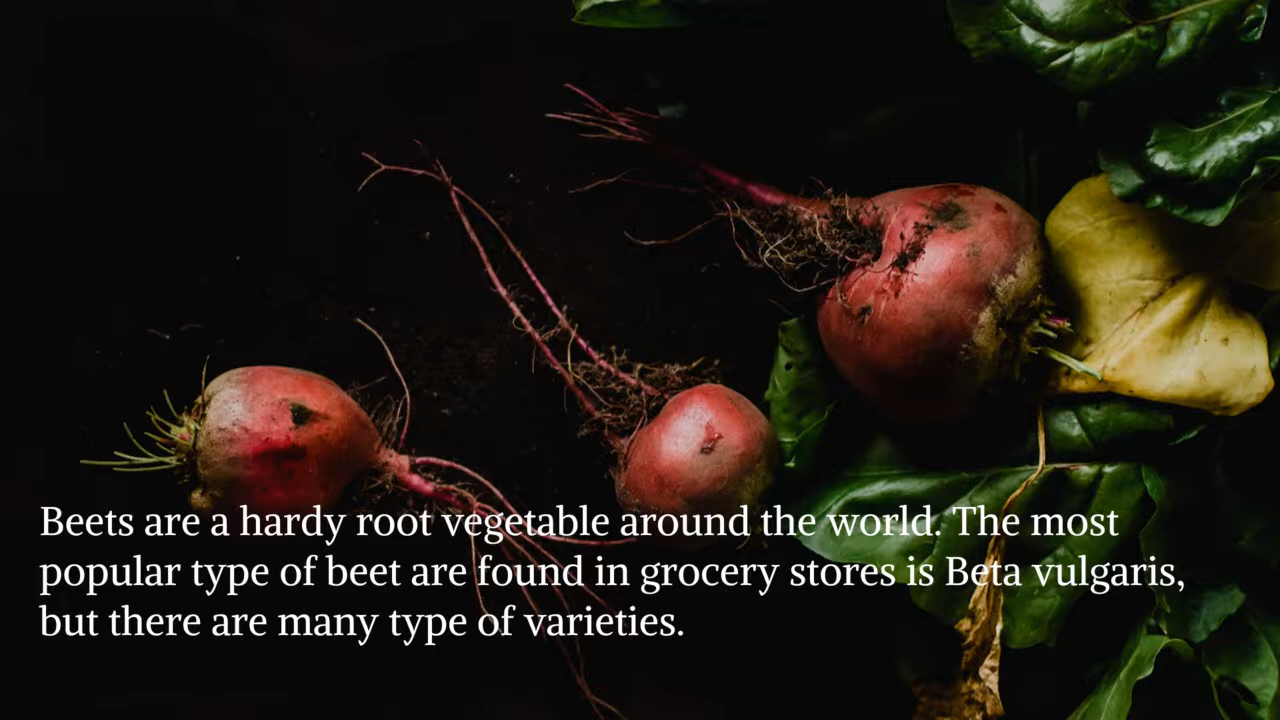 Beets are a hardy root vegetable around the world. The most
popular type of beet are found in grocery stores is Beta vulgaris,
but there are many type of varieties.